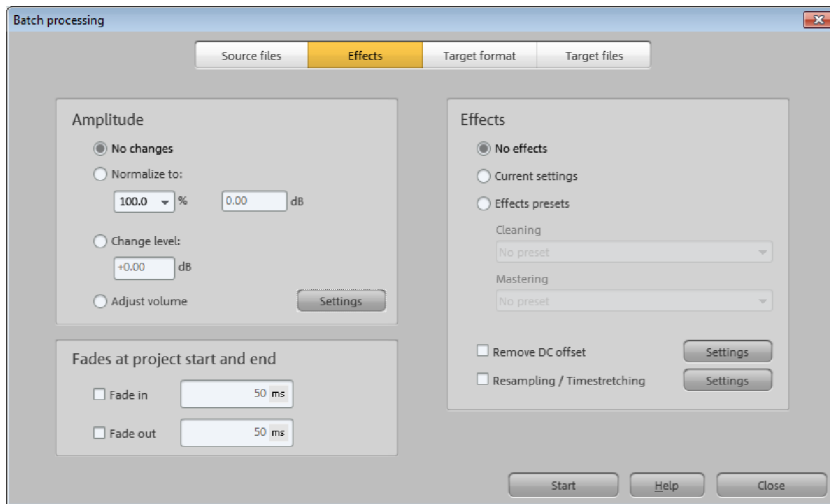 Batch processing
Source files
Effects
Target format
Target files
Amplitude
No changes
Normalize to:
100.0 %
0.00 dB
Change level:
+0.00 dB
Adjust volume
Settings
Fades at project start and end
Fade in
50 ms
Fade out
50 ms
Effects
No effects
Current settings
Effects presets
Cleaning
No preset
Mastering
No preset
Remove DC offset
Settings
Resampling / Timestretching
Settings
Start
Help
Close